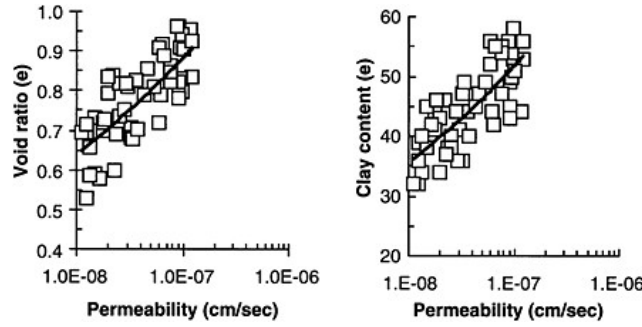 Void ratio (e)
1.0
0.9
0.8
0.7
0.6
0.5
0.4
1.0E-08 1.0E-07 1.0E-06
Permeability (cm/sec)
Clay content (e)
60
50
40
30
20
1.E-08 1.E-07 1.E-06
Permeability (cm/sec)